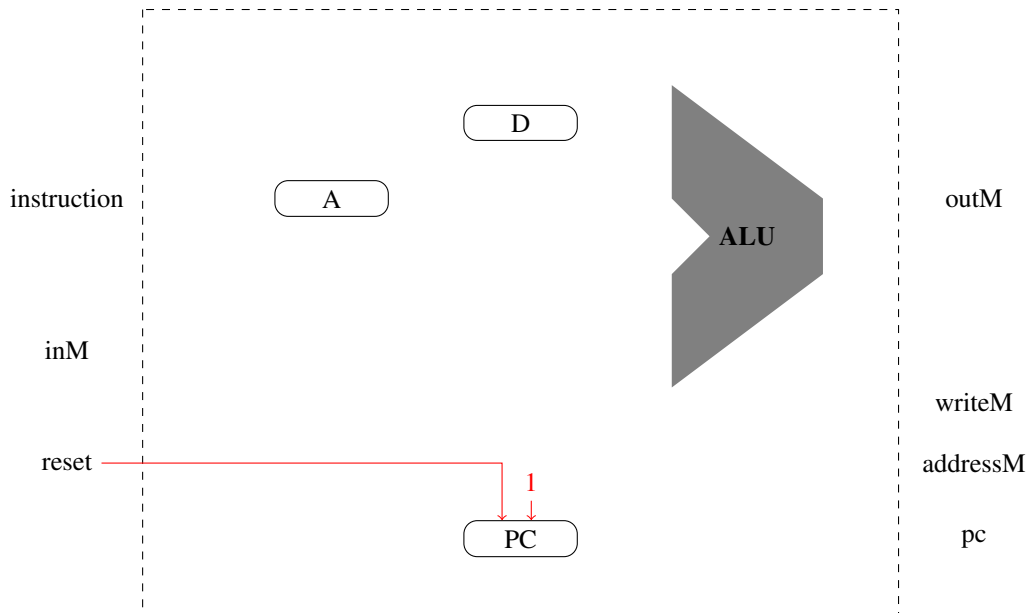 D
instruction
A
outM
ALU
inM
writeM
reset
addressM
1
PC
pc